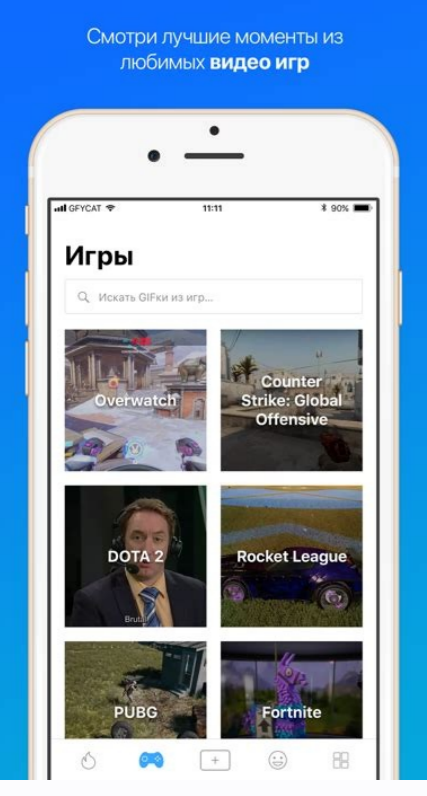 Смотри лучшие моменты из
любимых видео игр
GFYCAT
11:11
90%
Игры
Искать GIFки из игр...
Overwatch
Counter
Strike: Global
Offensive
DOTA 2
Brutal!
Rocket League
PUBG
Fortnite